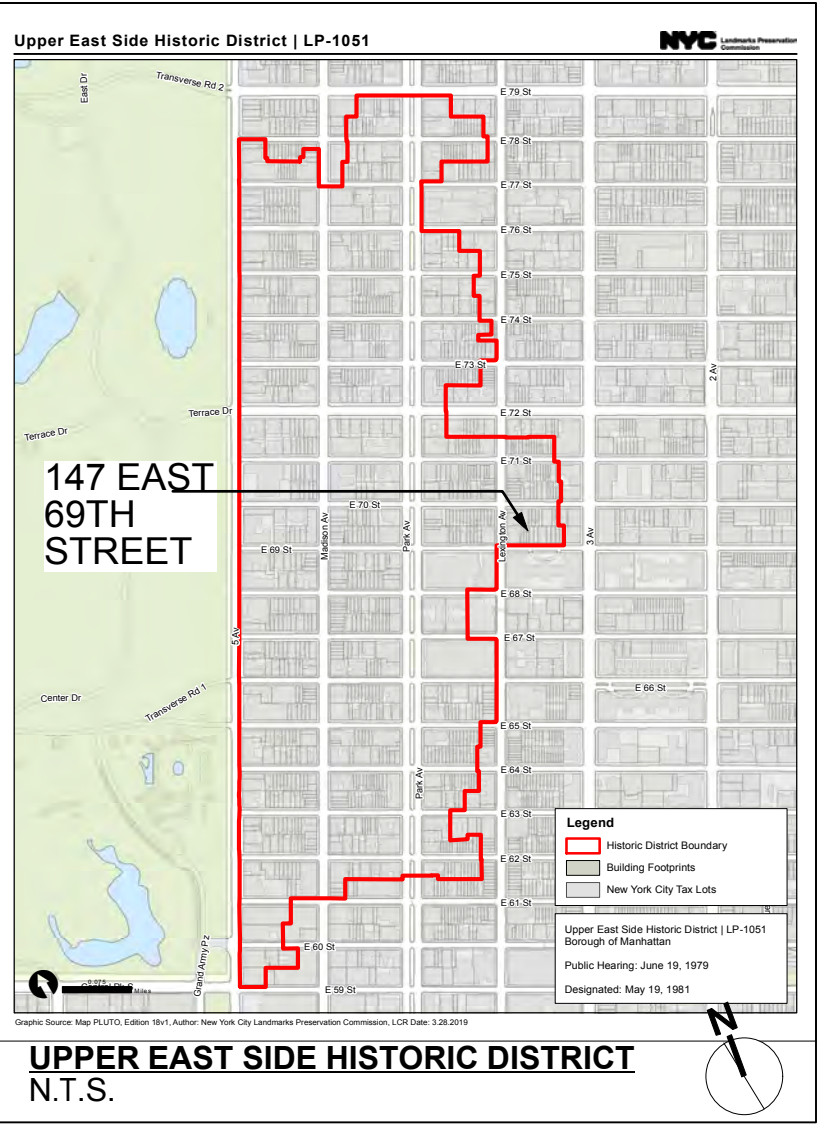 Upper East Side Historic District | LP-1051
NYC Landmarks Preservation
Commission
East Dr
Transverse Rd 2
E 79 St
E 78 St
E 77 St
E 76 St
E 75 St
E 74 St
E 73 St
2 Av
Terrace Dr
E 72 St
Terrace Dr
E 71 St
147 EAST
69TH
STREET
E 70 St
Madison Av
Park Av
Lexington Av
3 Av
E 69 St
E 68 St
5 Av
E 67 St
E 66 St
Center Dr
Transverse Rd 1
E 65 St
E 64 St
Park Av
E 63 St
E 62 St
E 61 St
Grand Army Plz
E 60 St
E 59 St
0.075
Miles
Legend
Historic District Boundary
Building Footprints
New York City Tax Lots
Upper East Side Historic District | LP-1051
Borough of Manhattan
Public Hearing: June 19, 1979
Designated: May 19, 1981
Graphic Source: Map PLUTO, Edition 18v1, Author: New York City Landmarks Preservation Commission, LCR Date: 3.28.2019
N
UPPER EAST SIDE HISTORIC DISTRICT
N.T.S.